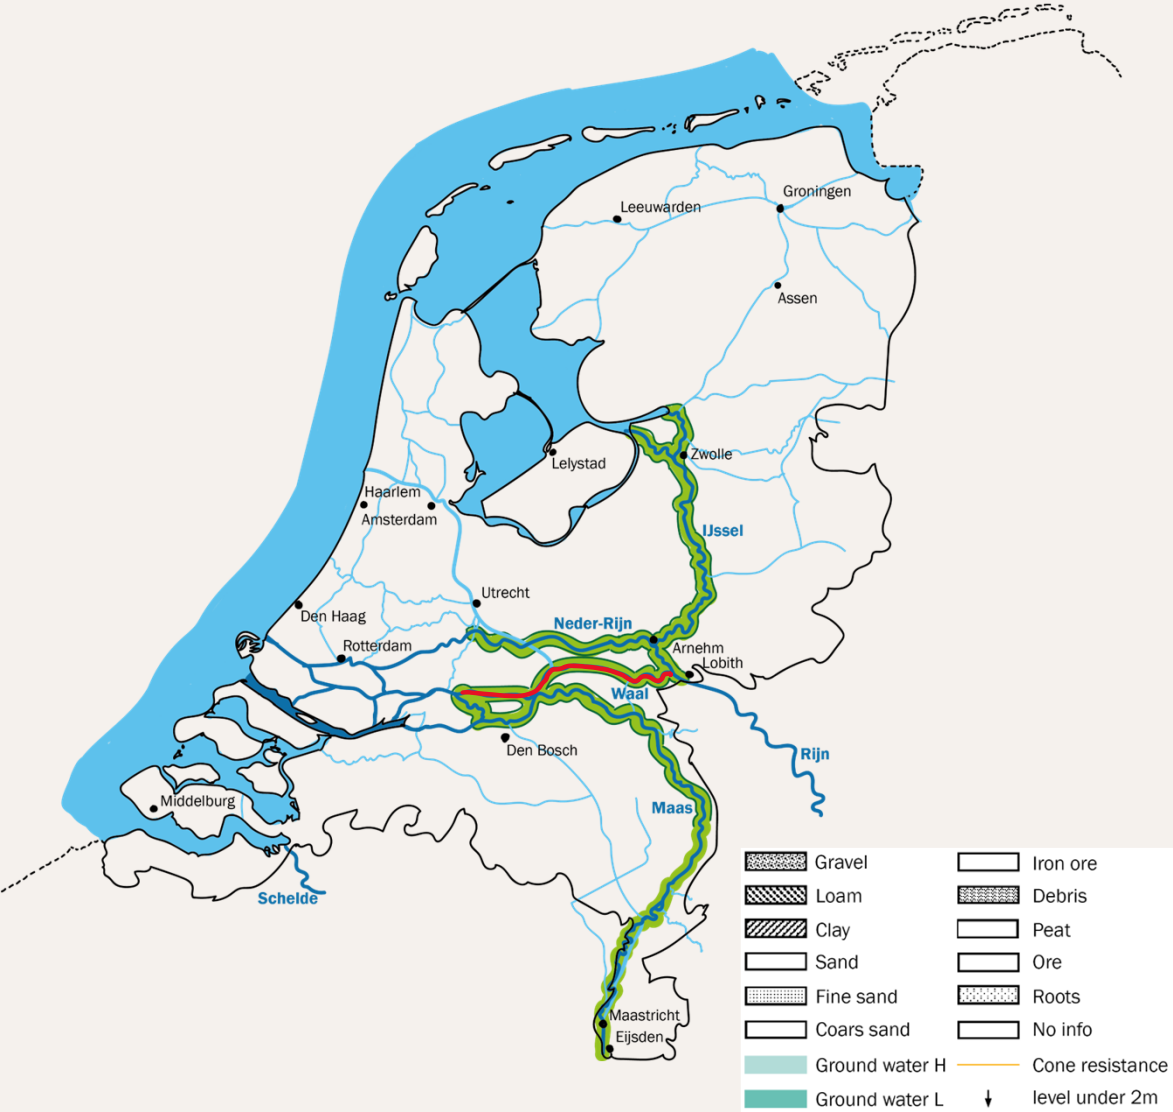 Groningen
Leeuwarden
Assen
Zwolle
Lelystad
Haarlem
Amsterdam
IJssel
Utrecht
Den Haag
Neder-Rijn
Rotterdam
Arnehm
Lobith
Waal
Den Bosch
Rijn
Middelburg
Maas
Schelde
Maastricht
Eijsden
Gravel
Loam
Clay
Sand
Fine sand
Coars sand
Ground water H
Ground water L
Iron ore
Debris
Peat
Ore
Roots
No info
Cone resistance
level under 2m